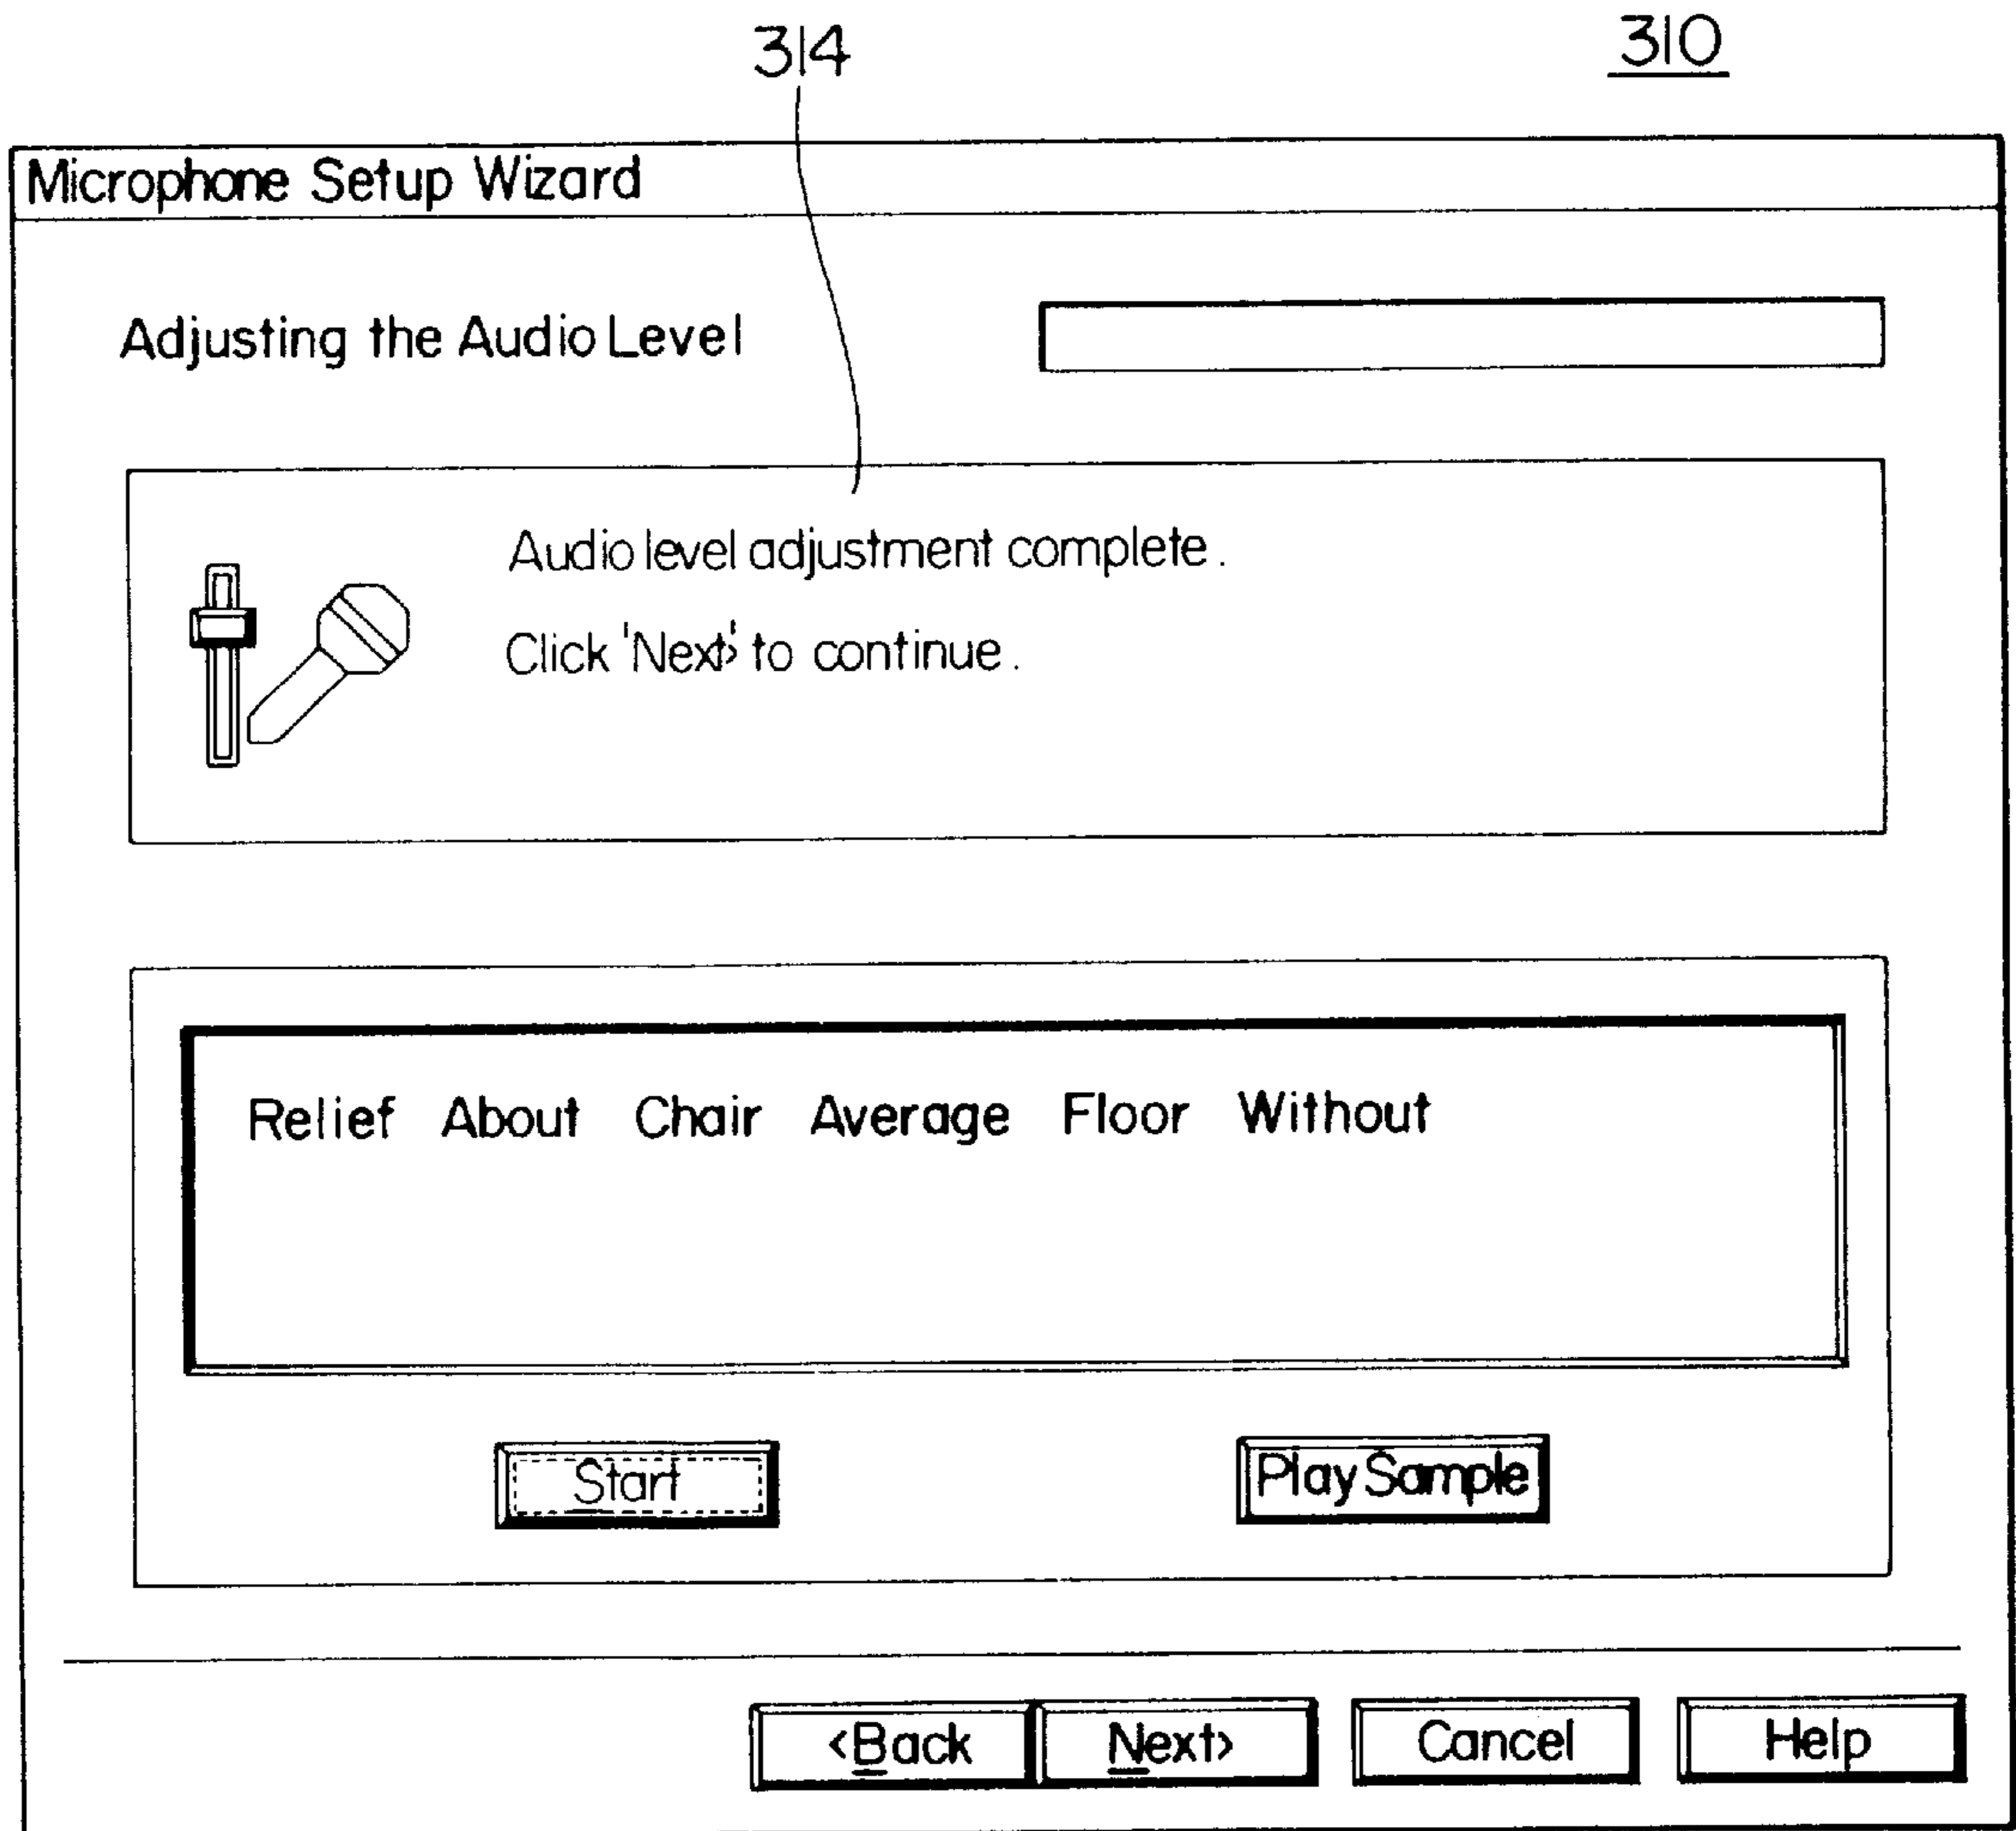 314
310
Microphone Setup Wizard
Adjusting the Audio Level
Audio level adjustment complete.
Click 'Next>' to continue.
Relief About Chair Average Floor Without
Start
Play Sample
<Back
Next>
Cancel
Help